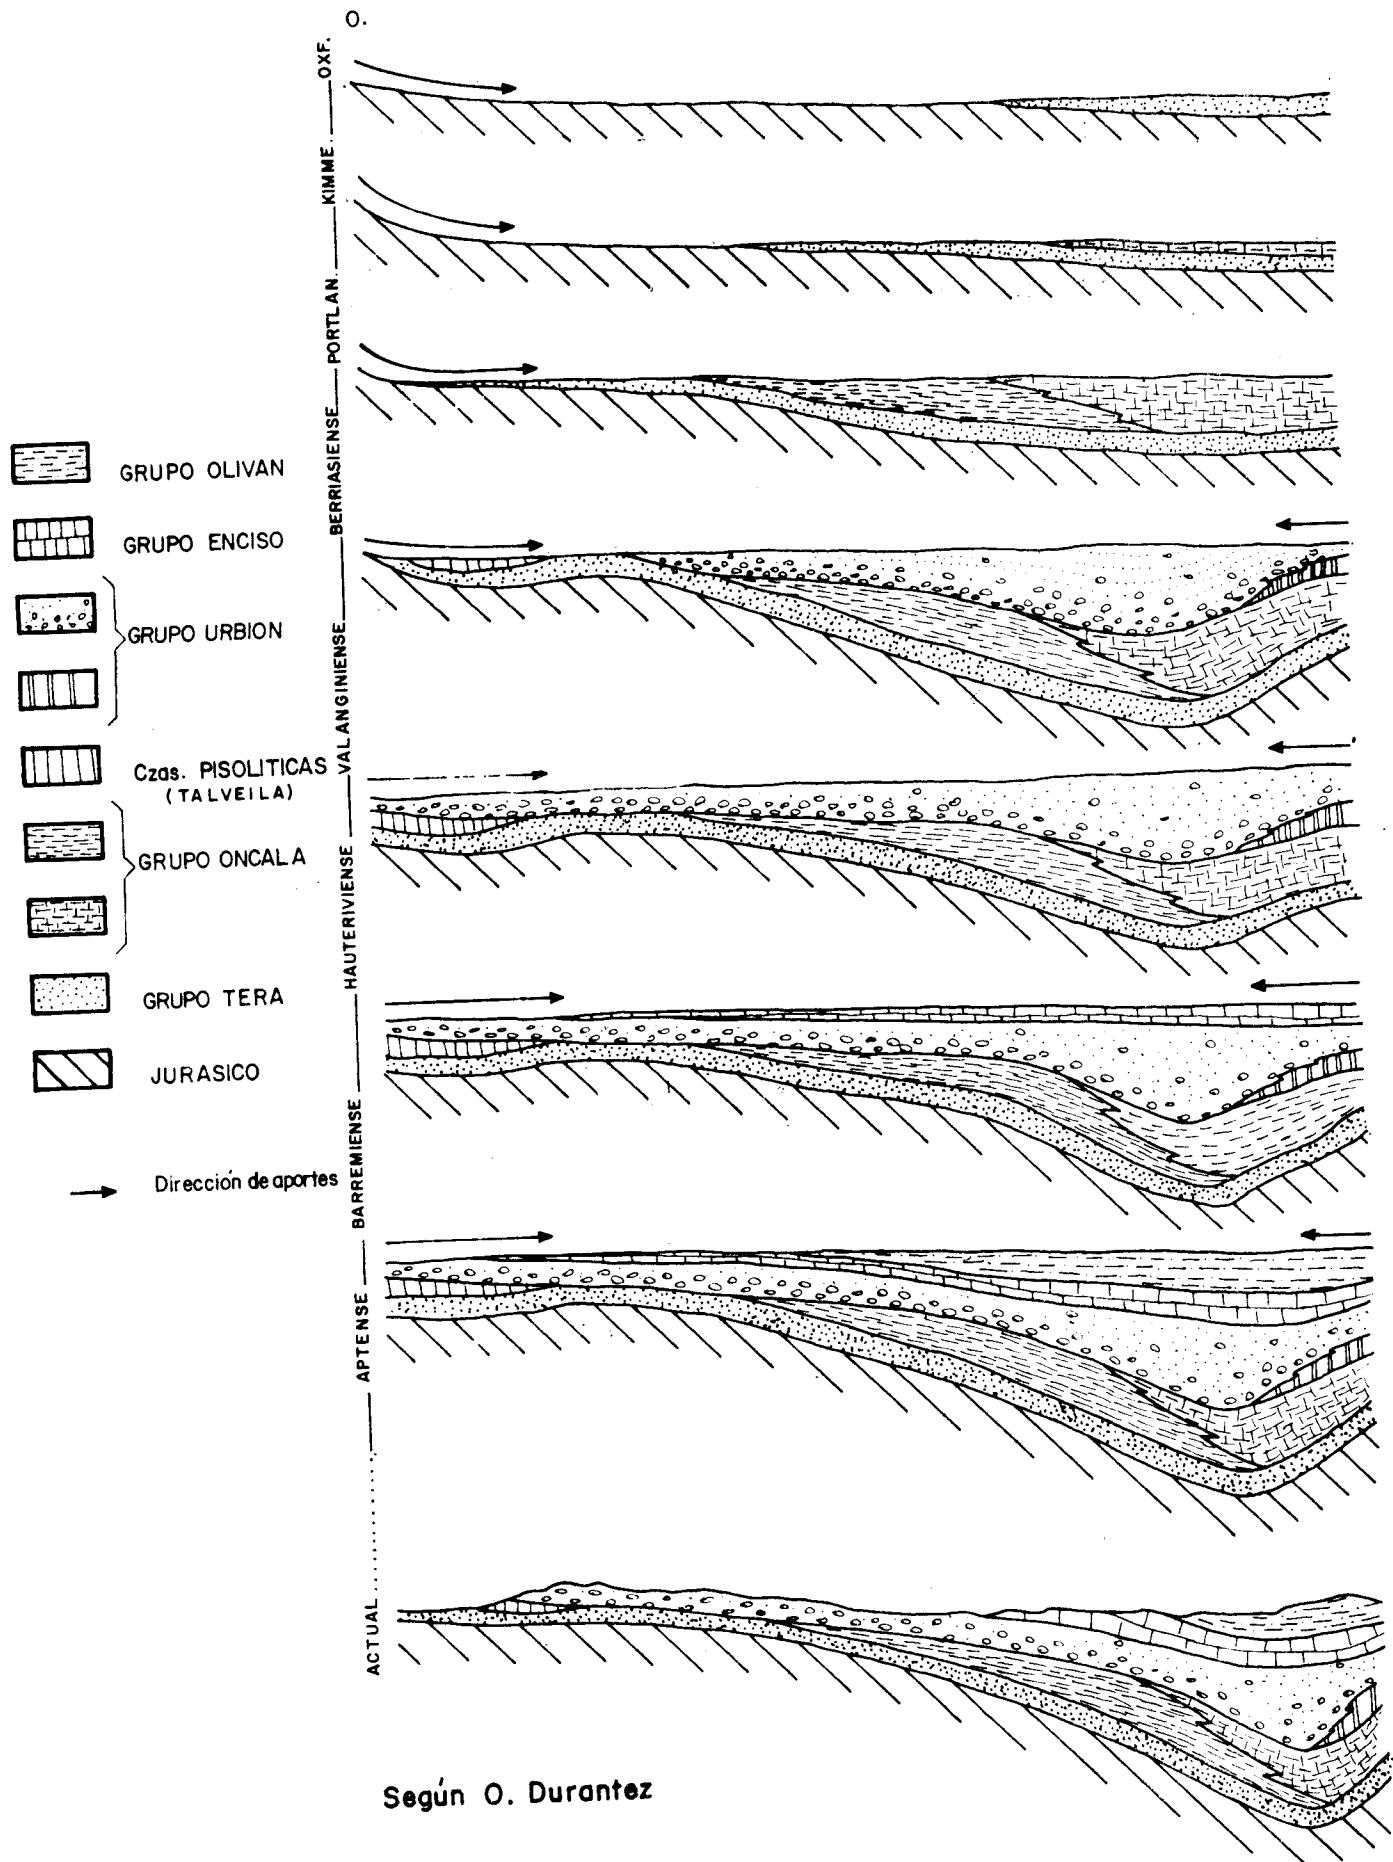 O.
OXF.
KIMME.
PORTLAN.
BERRIASIENSE
VALANGINIENSE
HAUTERIVIENSE
BARREMIENSE
APTENSE
ACTUAL
GRUPO OLIVAN
GRUPO ENCISO
GRUPO URBION
Czas. PISOLITICAS
(TALVEILA)
GRUPO ONCALA
GRUPO TERA
JURASICO
Dirección de aportes
Según O. Durantez